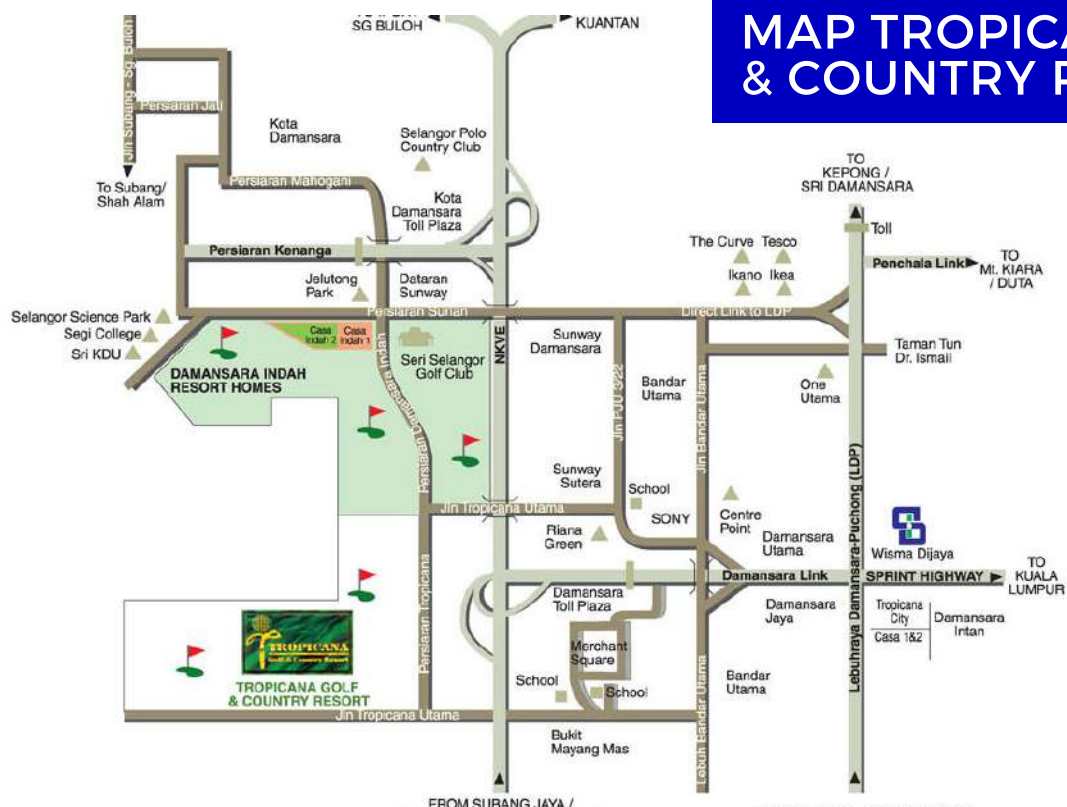 SG BULOH
KUANTAN
MAP TROPICA
& COUNTRY
Jln Subang - Sg. Buloh
Persiaran Jati
Kota
Damansara
Selangor Polo
Country Club
To Subang/
Shah Alam
Persiaran Mahogani
Kota
Damansara
Toll Plaza
TO
KEPONG /
SRI DAMANSARA
Toll
Persiaran Kenanga
The Curve Tesco
Ikano Ikea
Penchala Link
TO
Mt. KIARA
/ DUTA
Jelutong
Park
Dataran
Sunway
Persiaran Surian
Direct Link to LDP
Selangor Science Park
Segi College
Sri KDU
Casa
Indah 2
Casa
Indah 1
Seri Selangor
Golf Club
NKVE
Sunway
Damansara
Taman Tun
Dr. Ismail
DAMANSARA INDAH
RESORT HOMES
Persiaran Damansara Indah
Jln PJU 3/22
Bandar
Utama
Jln Bandar Utama
One
Utama
Lebuhraya Damansara-Puchong (LDP)
Sunway
Sutera
School
Jln Tropicana Utama
SONY
Centre
Point
Riana
Green
Damansara
Utama
Wisma Dijaya
Damansara Link
SPRINT HIGHWAY
TO
KUALA
LUMPUR
Damansara
Toll Plaza
Damansara
Jaya
Tropicana
City
Casa 1&2
Damansara
Intan
Persiaran Tropicana
TROPICANA
Golf & Country Resort
TROPICANA GOLF
& COUNTRY RESORT
Merchant
Square
School
School
Bandar
Utama
Lebuh Bandar Utama
Jln Tropicana Utama
Bukit
Mayang Mas
FROM SUBANG JAYA /